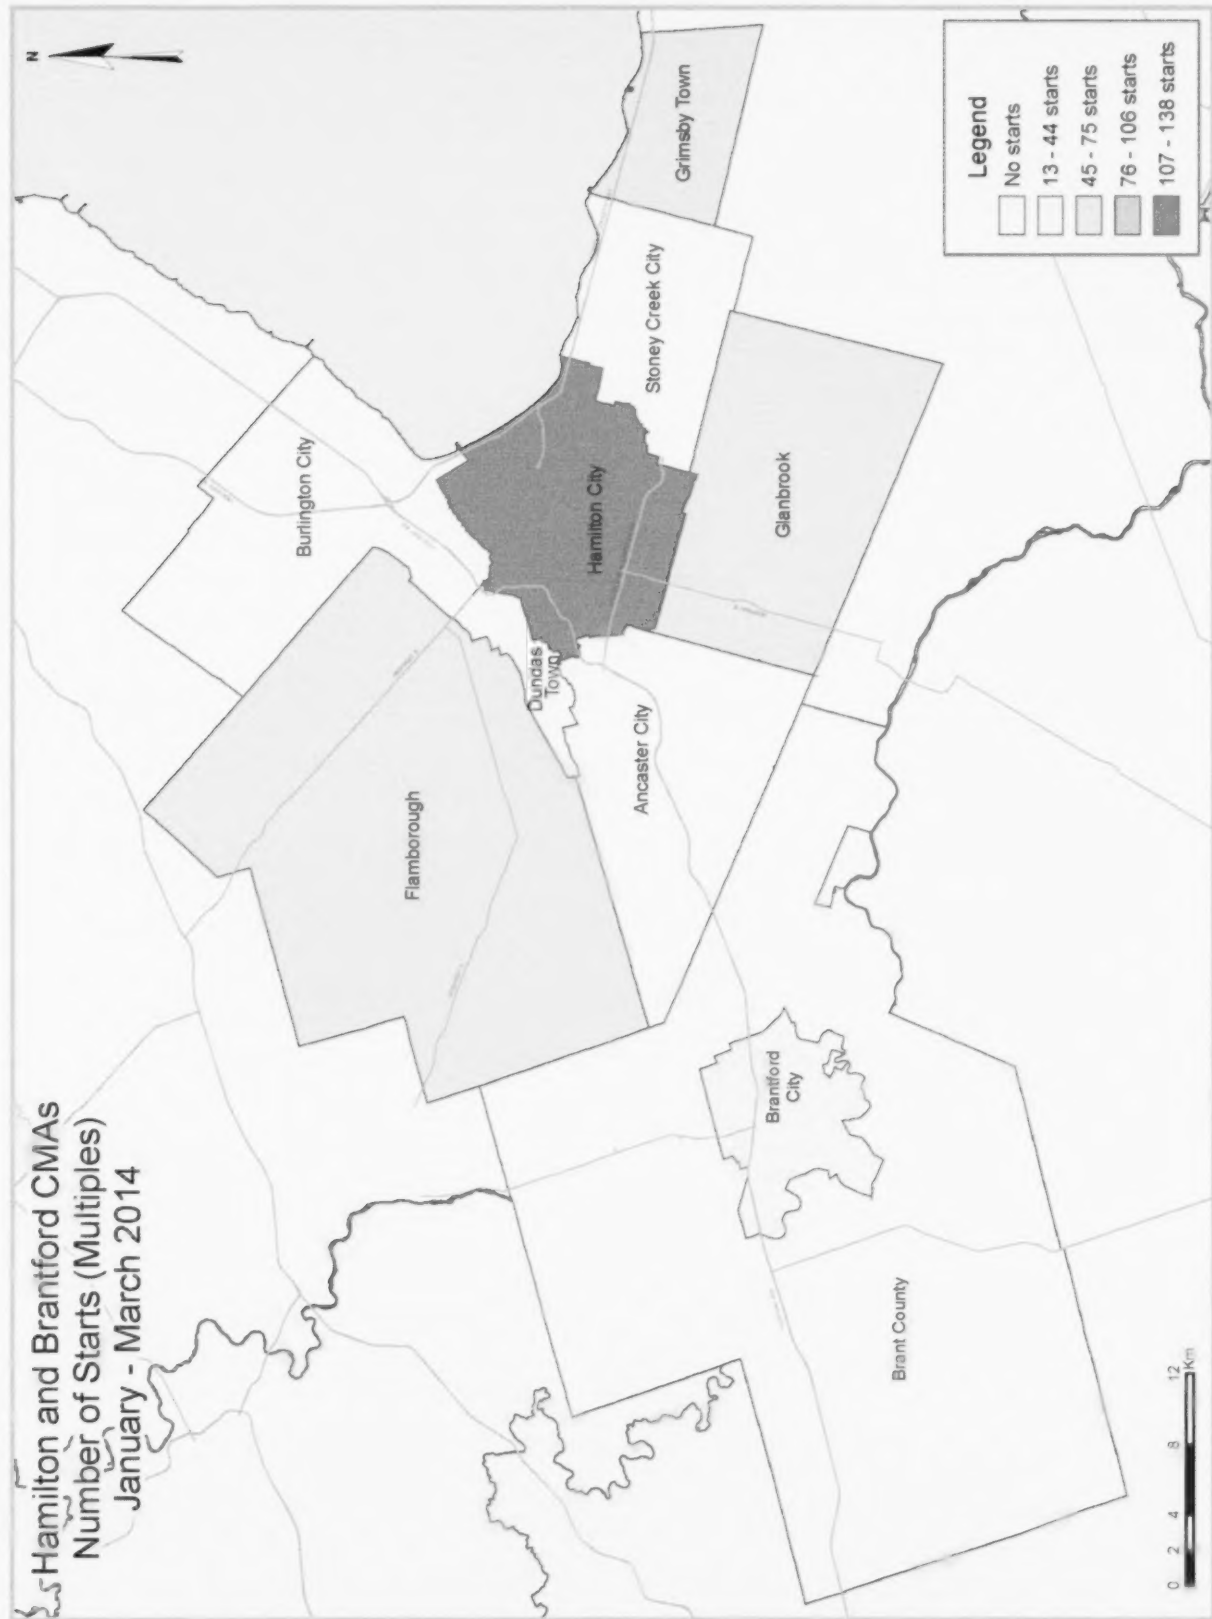 Hamilton and Brantford CMAs
Number of Starts (Multiples)
January - March 2014
N
Burlington City
Flamborough
Dundas
Town
Hamilton City
Stoney Creek City
Grimsby Town
Ancaster City
Glanbrook
Brantford
City
Brant County
0 2 4 8 12
Km
Legend
No starts
13 - 44 starts
45 - 75 starts
76 - 106 starts
107 - 138 starts